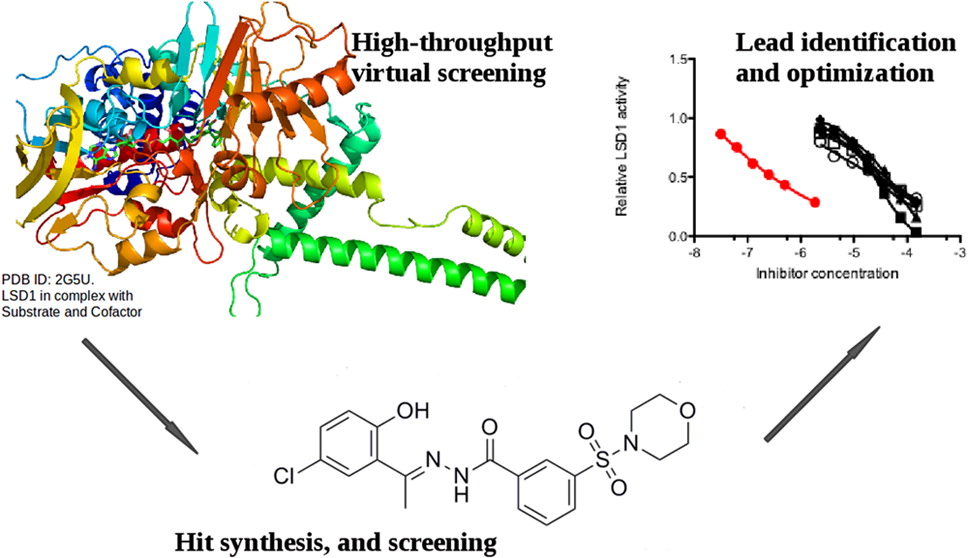 High-throughput
virtual screening
PDB ID: 2G5U.
LSD1 in complex with
Substrate and Cofactor
Lead identification
and optimization
Relative LSD1 activity
1.5
1.0
0.5
0.0
-8 -7 -6 -5 -4 -3
Inhibitor concentration
OH
Cl
N
N
H
O
O
S
O
N
O
Hit synthesis, and screening